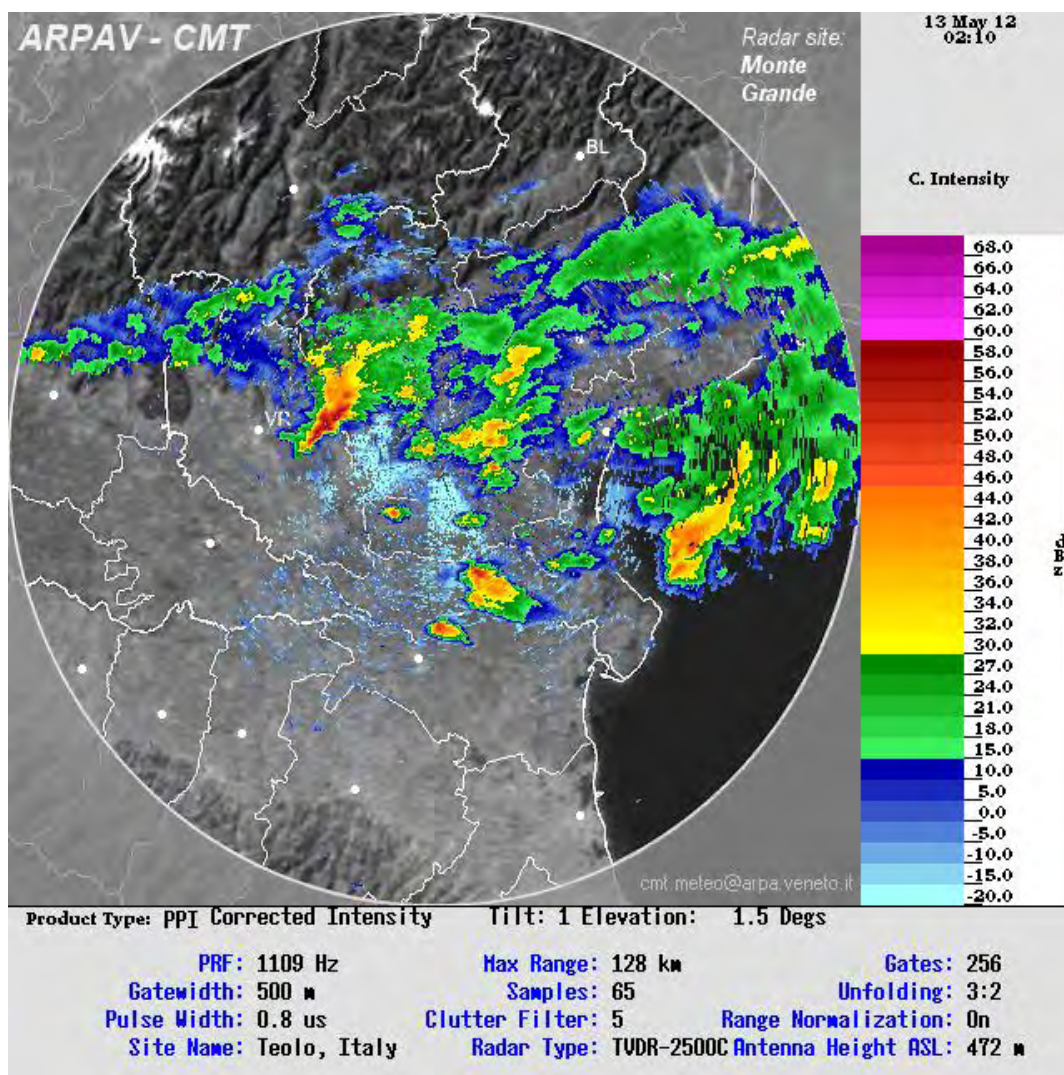 ARPAV - CMT
Radar site:
Monte
Grande
13 May 12
02:10
BL
C. Intensity
68.0
66.0
64.0
62.0
60.0
58.0
56.0
54.0
52.0
50.0
48.0
46.0
44.0
42.0
40.0
38.0
36.0
34.0
32.0
30.0
27.0
24.0
21.0
18.0
15.0
10.0
5.0
0.0
-5.0
-10.0
-15.0
-20.0
dBz
cmt.meteo@arpa.veneto.it
Product Type: PPI Corrected Intensity Tilt: 1 Elevation: 1.5 Degs
PRF: 1109 Hz Max Range: 128 km Gates: 256
Gatewidth: 500 m Samples: 65 Unfolding: 3:2
Pulse Width: 0.8 us Clutter Filter: 5 Range Normalization: On
Site Name: Teolo, Italy Radar Type: TVDR-2500C Antenna Height ASL: 472 m